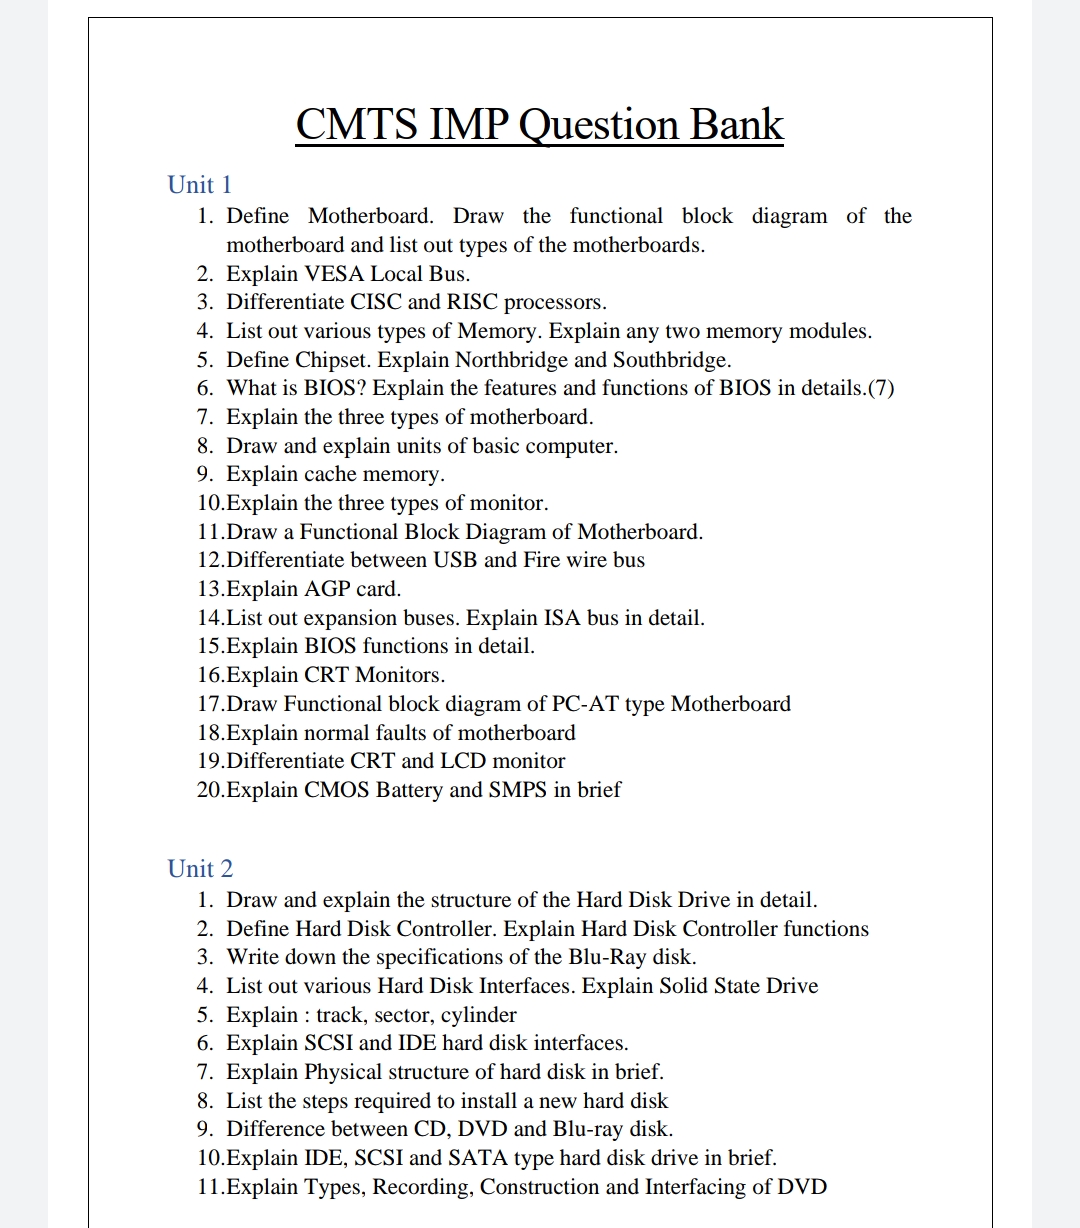 CMTS IMP Question Bank
Unit 1
1. Define Motherboard. Draw the functional block diagram of the
motherboard and list out types of the motherboards.
2. Explain VESA Local Bus.
3. Differentiate CISC and RISC processors.
4. List out various types of Memory. Explain any two memory modules.
5. Define Chipset. Explain Northbridge and Southbridge.
6. What is BIOS? Explain the features and functions of BIOS in details.(7)
7. Explain the three types of motherboard.
8. Draw and explain units of basic computer.
9. Explain cache memory.
10.Explain the three types of monitor.
11.Draw a Functional Block Diagram of Motherboard.
12.Differentiate between USB and Fire wire bus
13.Explain AGP card.
14.List out expansion buses. Explain ISA bus in detail.
15.Explain BIOS functions in detail.
16.Explain CRT Monitors.
17.Draw Functional block diagram of PC-AT type Motherboard
18.Explain normal faults of motherboard
19.Differentiate CRT and LCD monitor
20.Explain CMOS Battery and SMPS in brief
Unit 2
1. Draw and explain the structure of the Hard Disk Drive in detail.
2. Define Hard Disk Controller. Explain Hard Disk Controller functions
3. Write down the specifications of the Blu-Ray disk.
4. List out various Hard Disk Interfaces. Explain Solid State Drive
5. Explain : track, sector, cylinder
6. Explain SCSI and IDE hard disk interfaces.
7. Explain Physical structure of hard disk in brief.
8. List the steps required to install a new hard disk
9. Difference between CD, DVD and Blu-ray disk.
10.Explain IDE, SCSI and SATA type hard disk drive in brief.
11.Explain Types, Recording, Construction and Interfacing of DVD